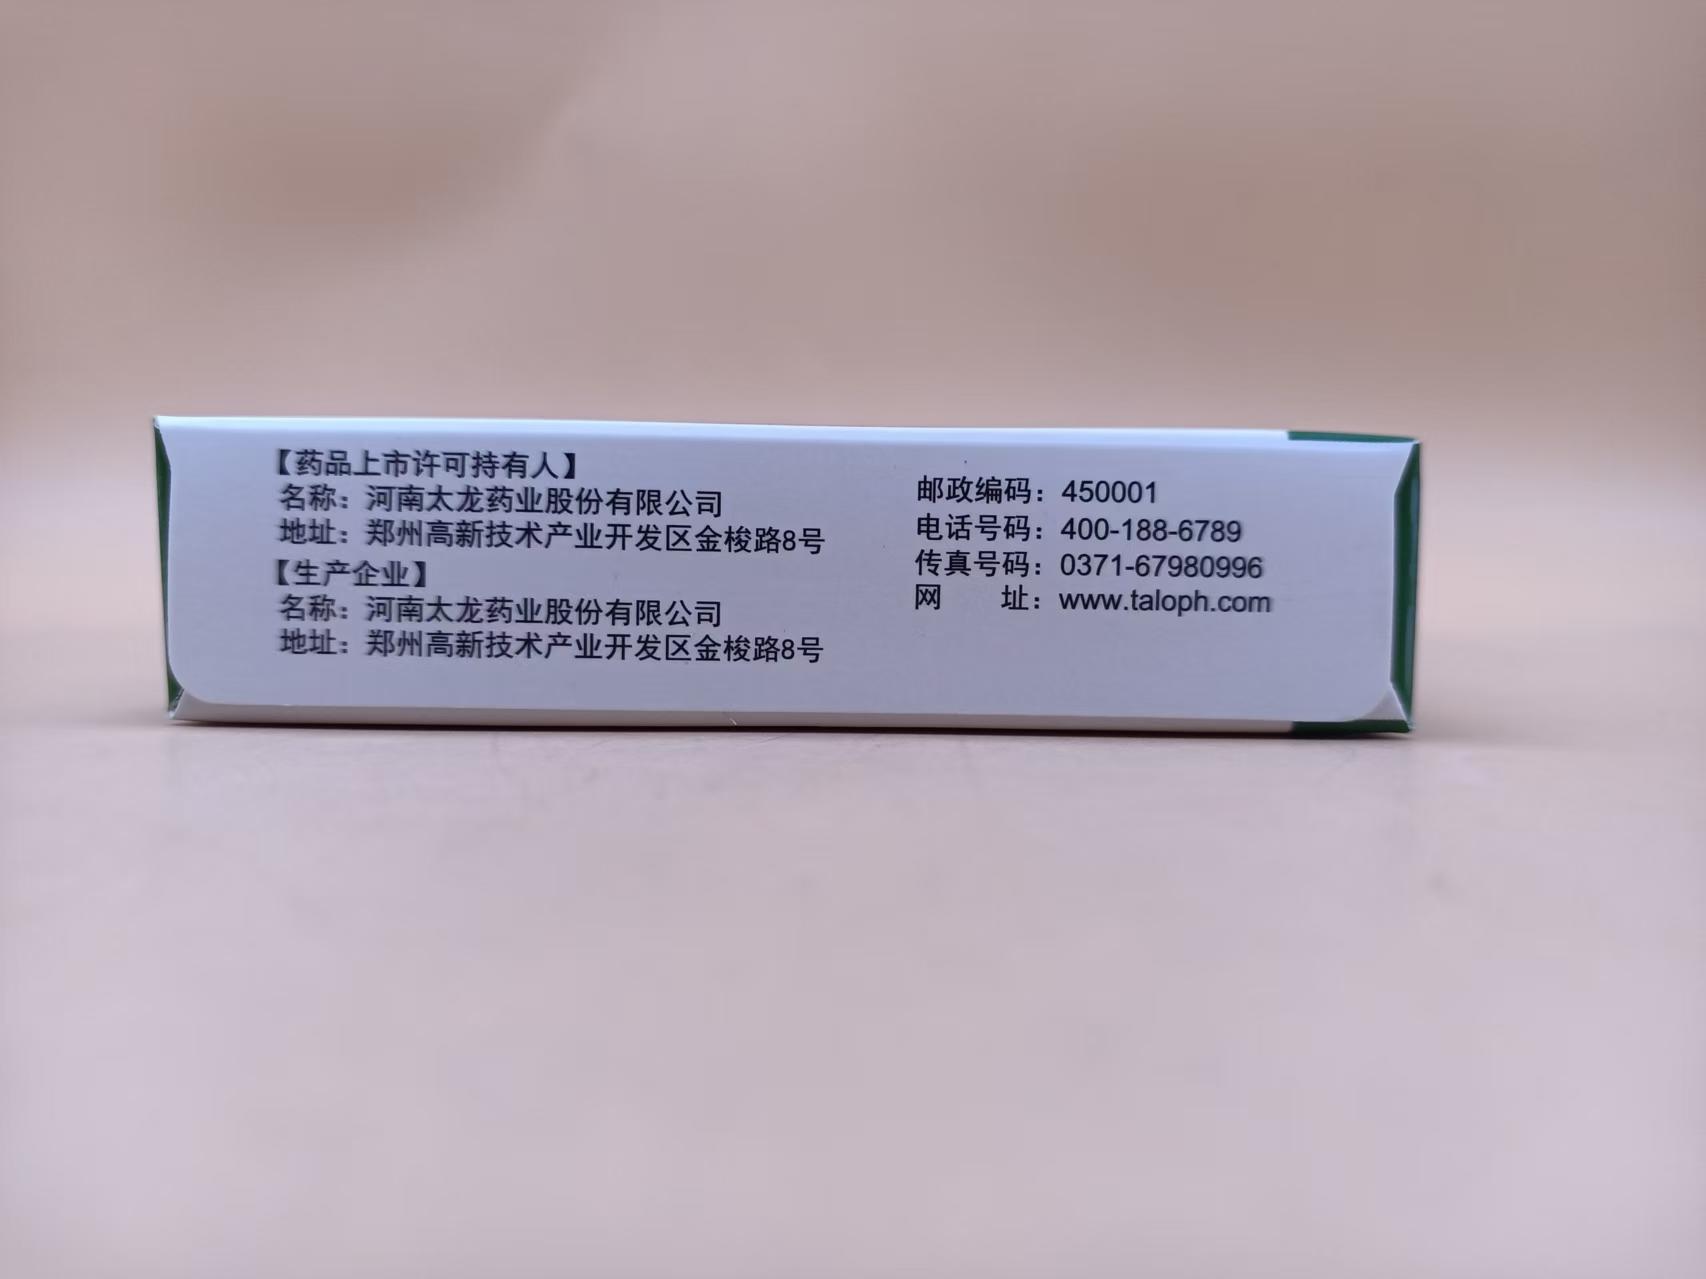 【药品上市许可持有人】
名称：河南太龙药业股份有限公司
地址：郑州高新技术产业开发区金梭路8号
【生产企业】
名称：河南太龙药业股份有限公司
地址：郑州高新技术产业开发区金梭路8号
邮政编码：450001
电话号码：400-188-6789
传真号码：0371-67980996
网　　址：www.taloph.com